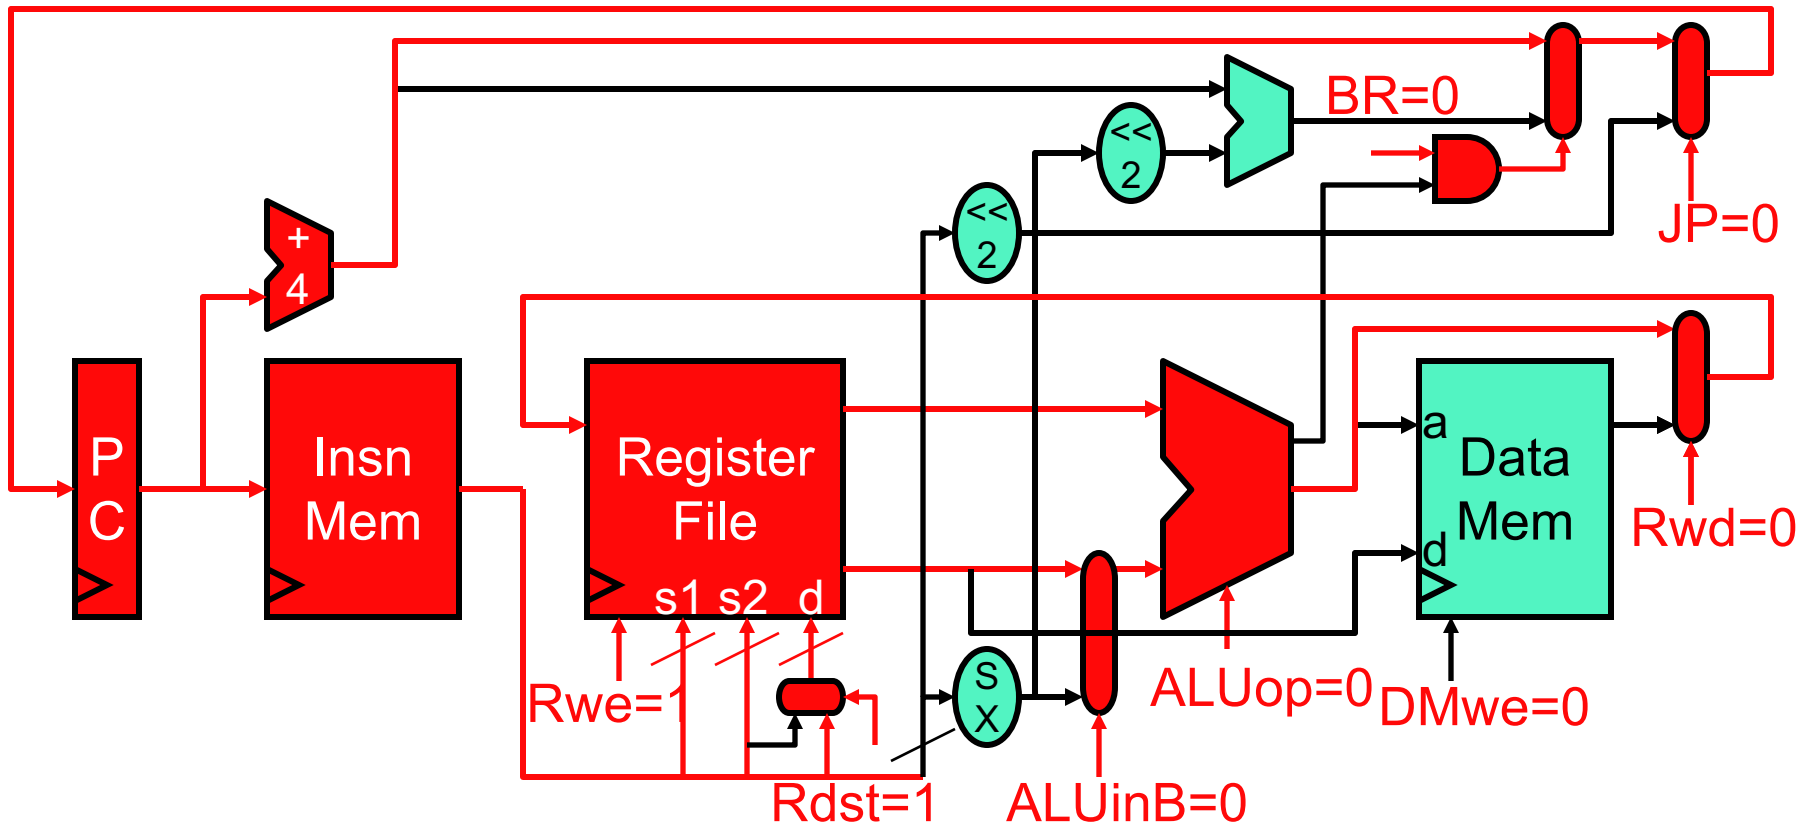 BR=0
<<
2
<<
2
JP=0
+
4
P
C
Insn
Mem
Register
File
s1 s2 d
a
Data
Mem
d
Rwd=0
S
X
Rwe=1
ALUop=0
DMwe=0
Rdst=1
ALUinB=0